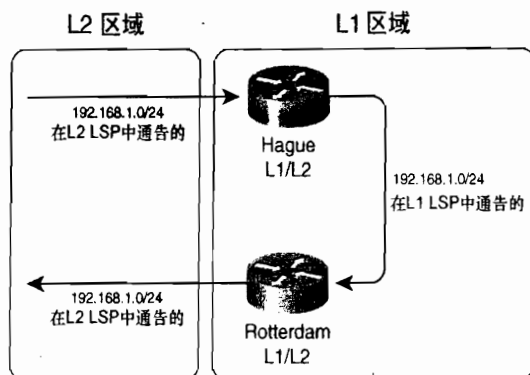 L2 区域
L1 区域
192.168.1.0/24
在L2 LSP中通告的
Hague
L1/L2
192.168.1.0/24
在L1 LSP中通告的
192.168.1.0/24
在L2 LSP中通告的
Rotterdam
L1/L2